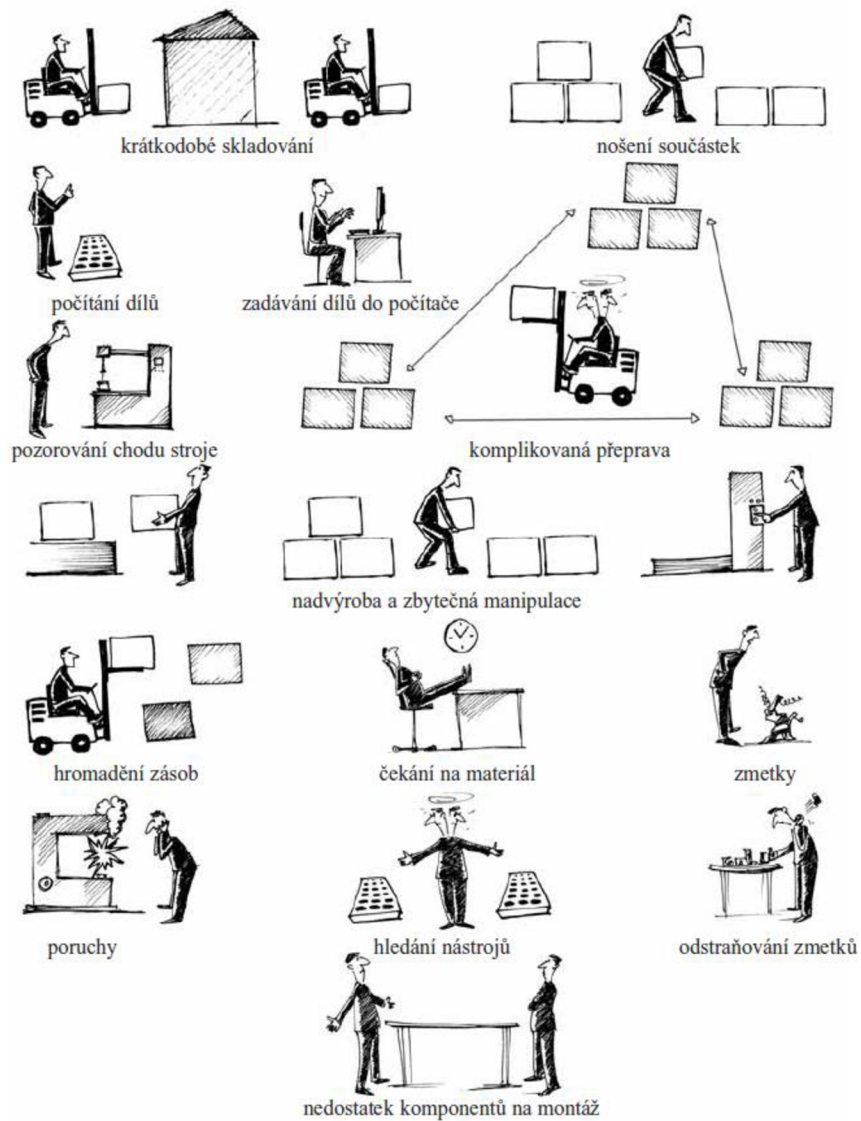 krátkodobé skladování
nošení součástek
počítání dílů
zadávání dílů do počítače
pozorování chodu stroje
komplikovaná přeprava
nadvýroba a zbytečná manipulace
hromadění zásob
čekání na materiál
zmetky
poruchy
hledání nástrojů
odstraňování zmetků
nedostatek komponentů na montáž